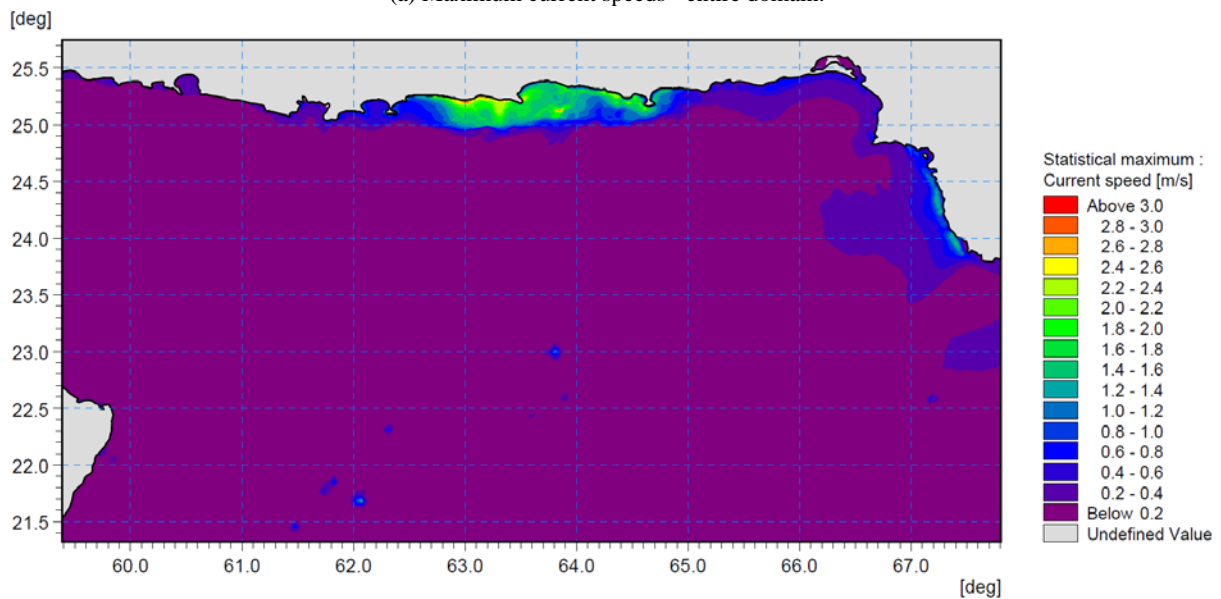 (a) Maximum current speeds - entire domain.
[deg]
25.5
25.0
24.5
24.0
23.5
23.0
22.5
22.0
21.5
60.0 61.0 62.0 63.0 64.0 65.0 66.0 67.0
[deg]
Statistical maximum :
Current speed [m/s]
Above 3.0
2.8 - 3.0
2.6 - 2.8
2.4 - 2.6
2.2 - 2.4
2.0 - 2.2
1.8 - 2.0
1.6 - 1.8
1.4 - 1.6
1.2 - 1.4
1.0 - 1.2
0.8 - 1.0
0.6 - 0.8
0.4 - 0.6
0.2 - 0.4
Below 0.2
Undefined Value